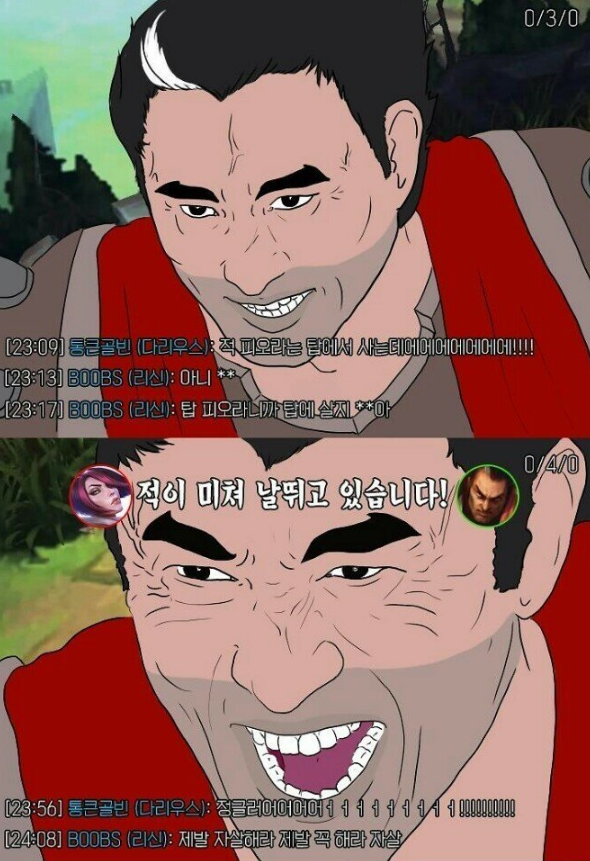 0/3/0
[23:09] 통큰골빈 (다리우스): 적 피오라는 탑에서 사는데에에에에에에에!!!!
[23:13] BOOBS (리신): 아니 **
[23:17] BOOBS (리신): 탑 피오라니까 탑에 살지 **아
0/4/0
적이 미쳐 날뛰고 있습니다!
[23:56] 통큰골빈 (다리우스): 정글러어어어어ㅓㅓㅓㅓㅓㅓㅓㅓ!!!!!!!!!!
[24:08] BOOBS (리신): 제발 자살해라 제발 꼭 해라 자살